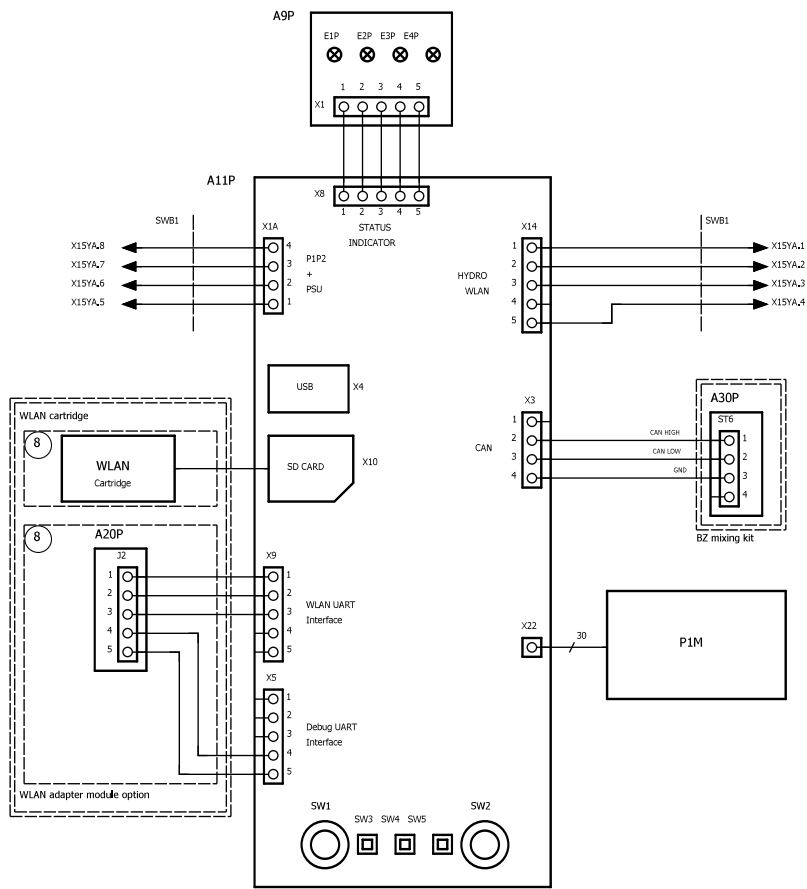 A9P
E1P E2P E3P E4P
1 2 3 4 5
X1
A11P
X8
1 2 3 4 5
STATUS
INDICATOR
SWB1
X1A
X15YA.8
4
X15YA.7
3
X15YA.6
2
X15YA.5
1
P1P2
+
PSU
X14
SWB1
1
X15YA.1
2
X15YA.2
3
X15YA.3
4
X15YA.4
5
HYDRO
WLAN
USB
X4
X3
1
2
3
4
CAN
CAN HIGH
CAN LOW
GND
A30P
ST6
1
2
3
4
BZ mixing kit
WLAN cartridge
8
WLAN
Cartridge
SD CARD
X10
8
A20P
J2
1
2
3
4
5
X9
1
2
3
4
5
WLAN UART
Interface
X22
30
P1M
X5
1
2
3
4
5
Debug UART
Interface
WLAN adapter module option
SW1
SW3 SW4 SW5
SW2